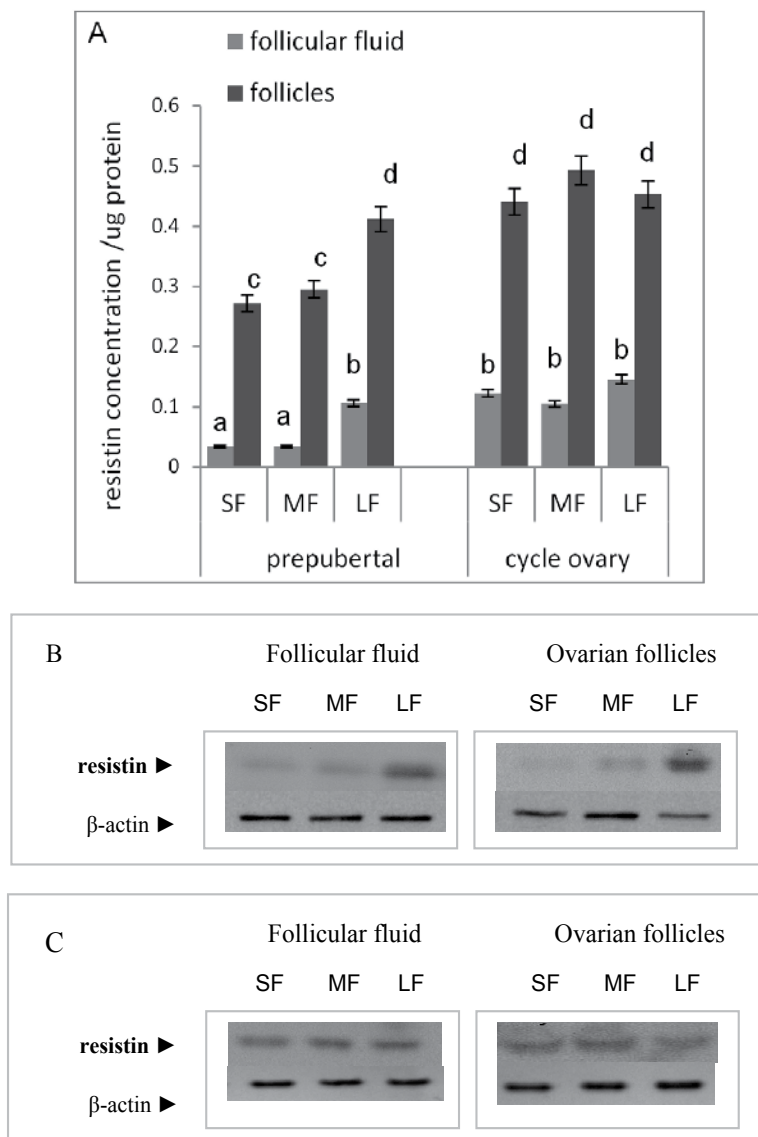 A
follicular fluid
follicles
resistin concentration /ug protein
0.6
0.5
0.4
0.3
0.2
0.1
0
a
c
a
c
b
d
b
d
b
d
b
d
SF MF LF SF MF LF
prepubertal cycle ovary
B
Follicular fluid Ovarian follicles
SF MF LF SF MF LF
resistin ►
β-actin ►
C
Follicular fluid Ovarian follicles
SF MF LF SF MF LF
resistin ►
β-actin ►